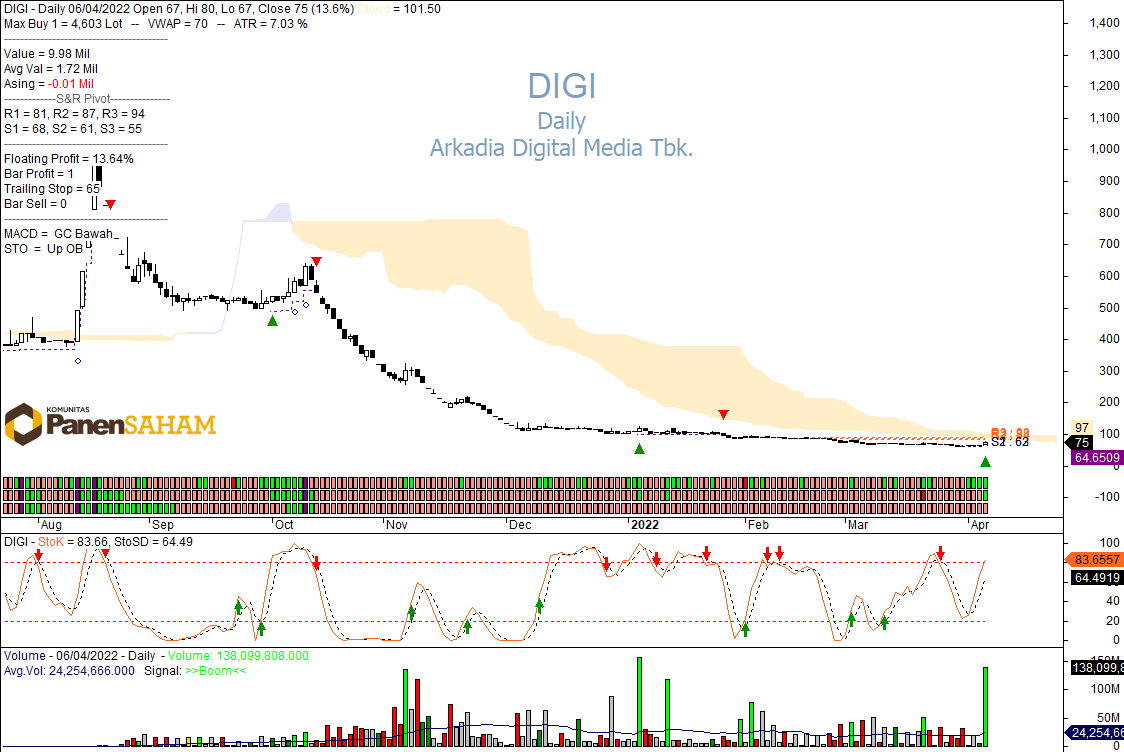 DIGI - Daily 06/04/2022 Open 67, Hi 80, Lo 67, Close 75 (13.6%) Cloud = 101.50
Max Buy 1 = 4,603 Lot -- VWAP = 70 -- ATR = 7.03 %
Value = 9.98 Mil
Avg Val = 1.72 Mil
Asing = -0.01 Mil
-------------S&R Pivot---------------
R1 = 81, R2 = 87, R3 = 94
S1 = 68, S2 = 61, S3 = 55
Floating Profit = 13.64%
Bar Profit = 1
Trailing Stop = 65
Bar Sell = 0
MACD = GC Bawah
STO = Up OB
DIGI
Daily
Arkadia Digital Media Tbk.
KOMUNITAS
PanenSAHAM
1,400
1,300
1,200
1,100
1,000
900
800
700
600
500
400
300
200
97
100
75
64.6509
0
-100
Aug Sep Oct Nov Dec 2022 Feb Mar Apr
DIGI - StoK = 83.66, StoSD = 64.49
100
83.6557
64.4919
40
20
0
Volume - 06/04/2022 - Daily - Volume: 138,099,808.000
Avg.Vol: 24,254,666.000 Signal: >>Boom<<
150M
138,099,8
100M
50M
24,254,66
0